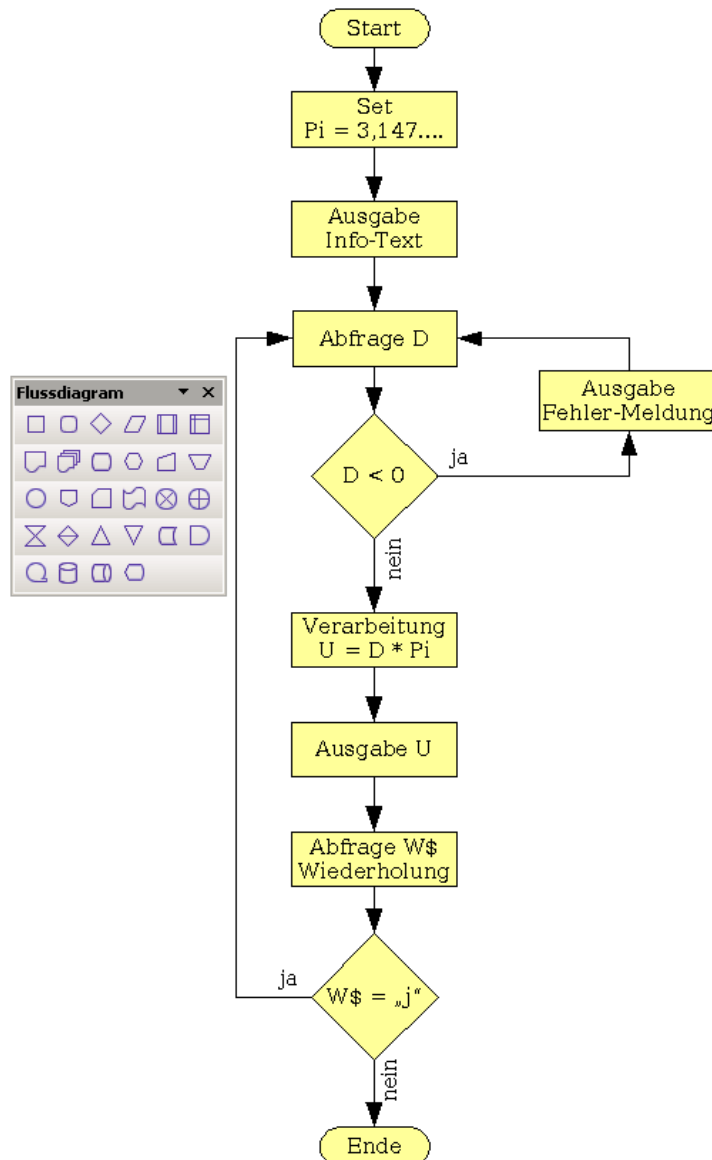 Start
Set
Pi = 3,147....
Ausgabe
Info-Text
Abfrage D
Ausgabe
Fehler-Meldung
Flussdiagram
D < 0
ja
nein
Verarbeitung
U = D * Pi
Ausgabe U
Abfrage W$
Wiederholung
ja
W$ = „j“
nein
Ende